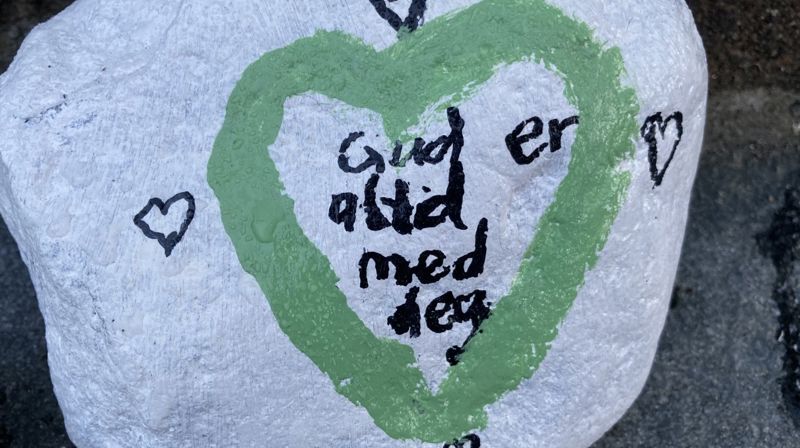 Gud er
altid
med
deg